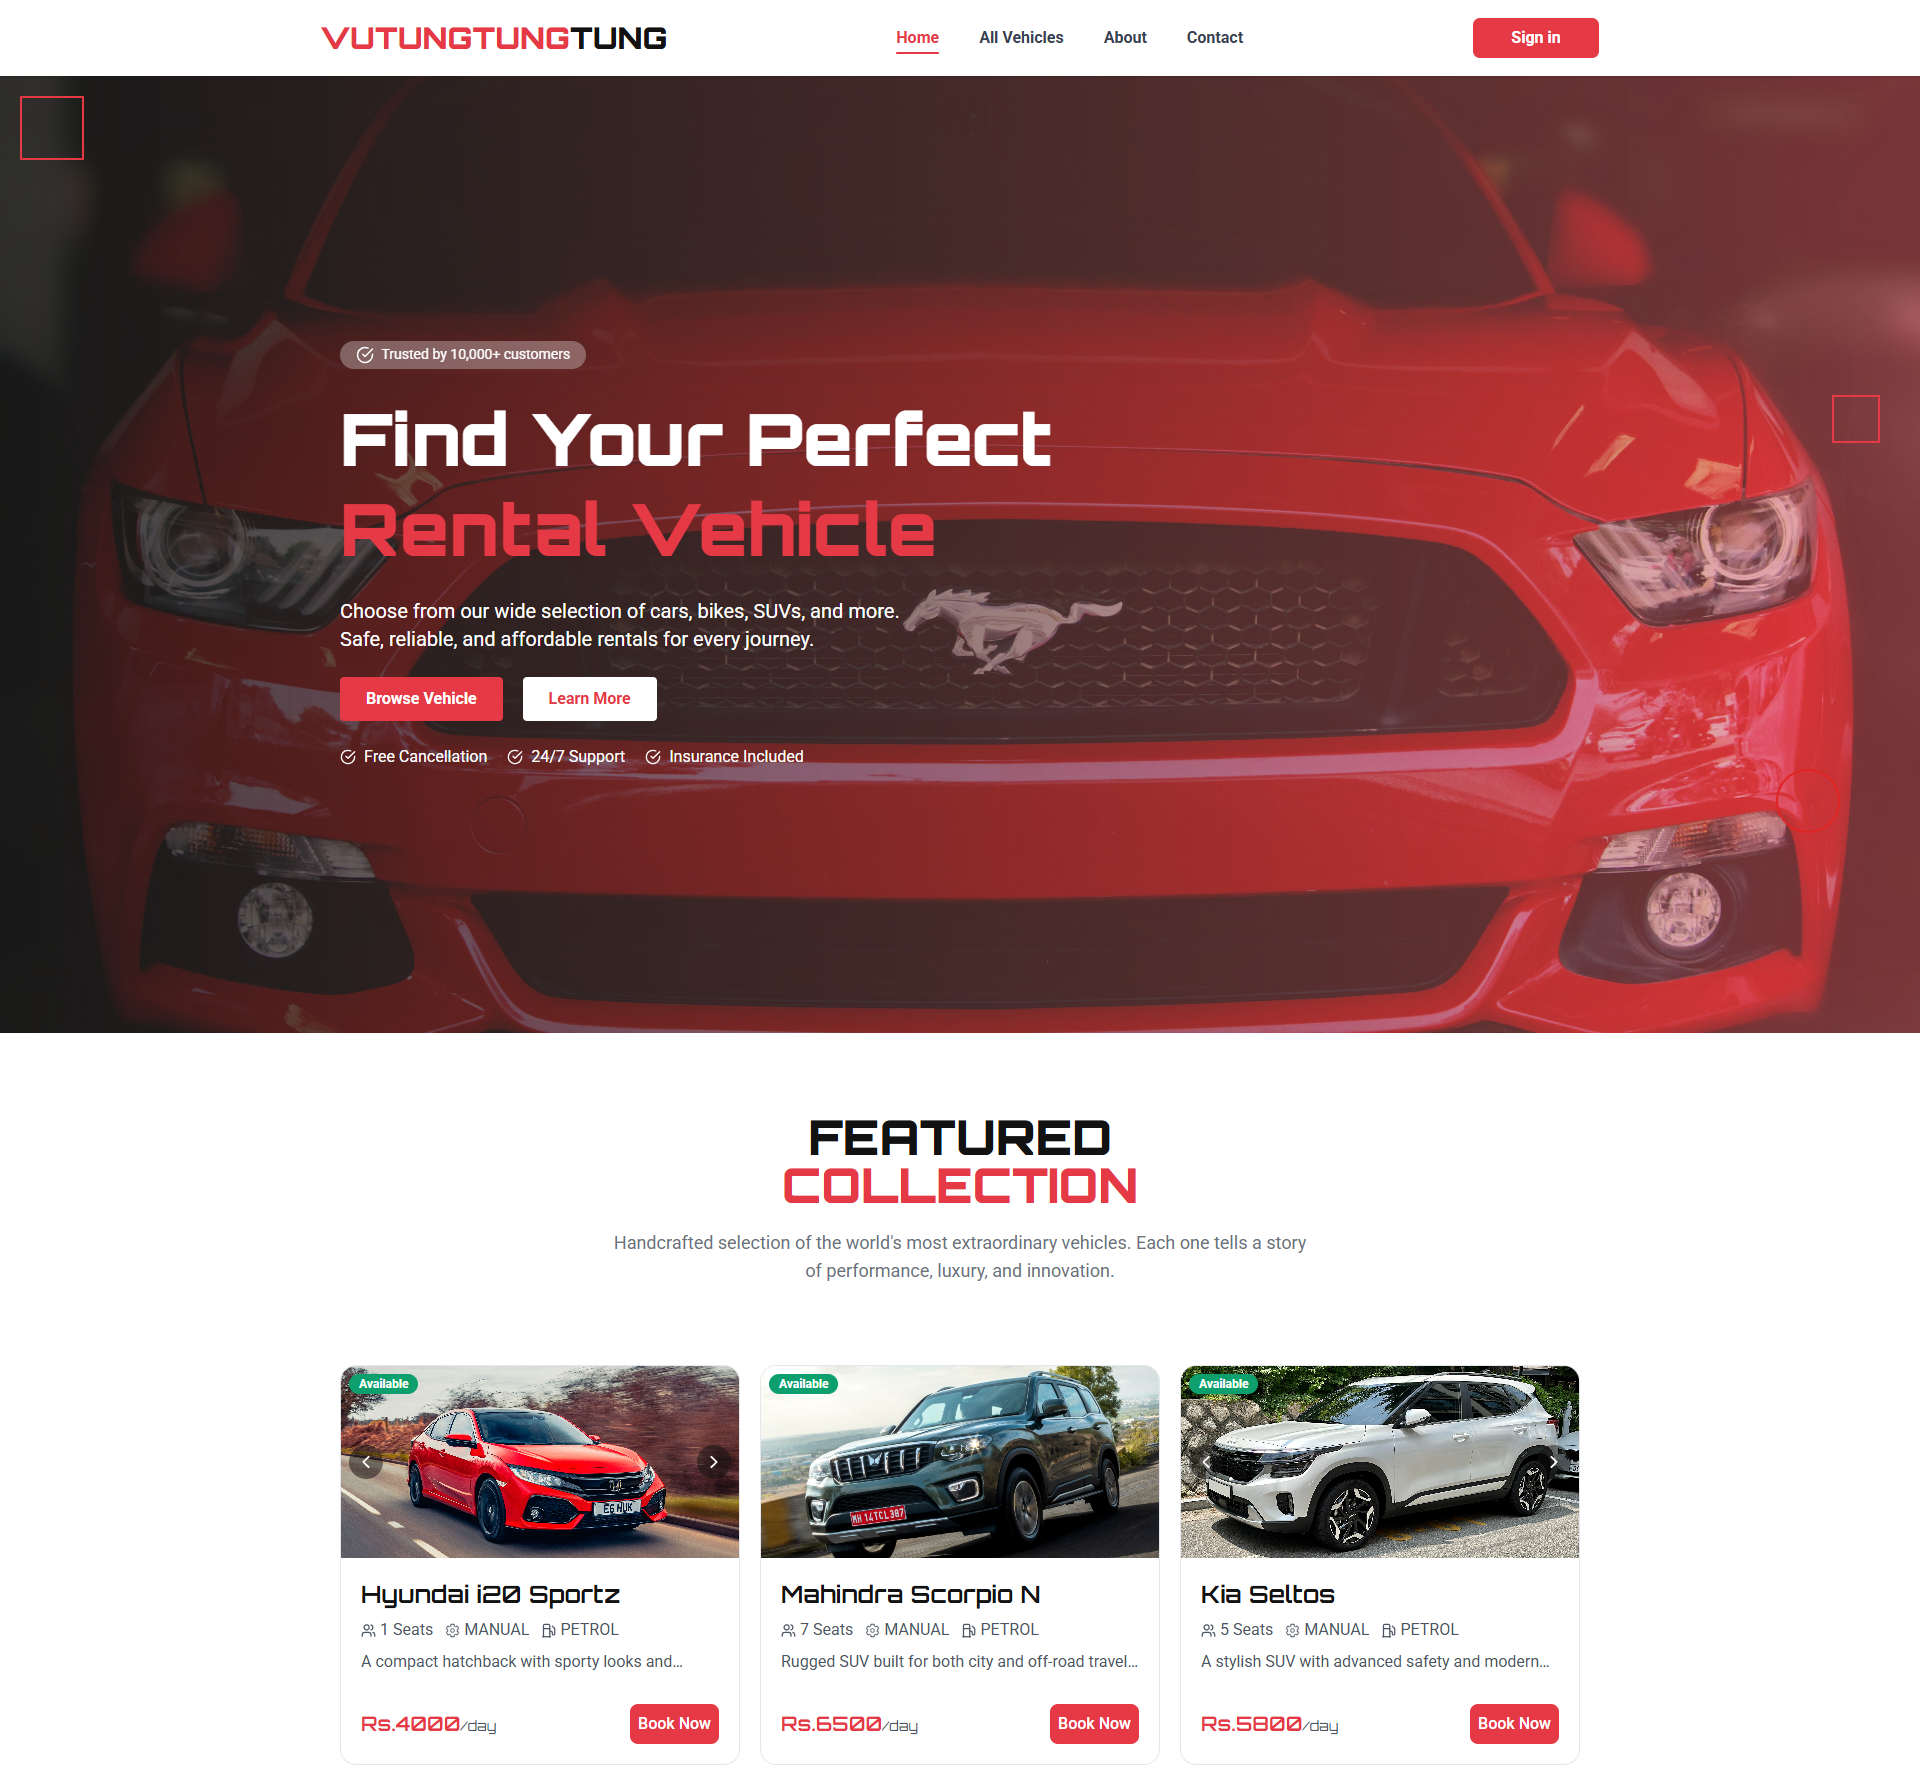 VUTUNGTUNGTUNG
Home All Vehicles About Contact
Sign in
Trusted by 10,000+ customers
Find Your Perfect
Rental Vehicle
Choose from our wide selection of cars, bikes, SUVs, and more.
Safe, reliable, and affordable rentals for every journey.
Browse Vehicle Learn More
Free Cancellation 24/7 Support Insurance Included
FEATURED
COLLECTION
Handcrafted selection of the world's most extraordinary vehicles. Each one tells a story
of performance, luxury, and innovation.
Available
E6 HUK
Hyundai i20 Sportz
1 Seats MANUAL PETROL
A compact hatchback with sporty looks and...
Rs.4000/day
Book Now
Available
MH 14TCL387
Mahindra Scorpio N
7 Seats MANUAL PETROL
Rugged SUV built for both city and off-road travel...
Rs.6500/day
Book Now
Available
Kia Seltos
5 Seats MANUAL PETROL
A stylish SUV with advanced safety and modern...
Rs.5800/day
Book Now